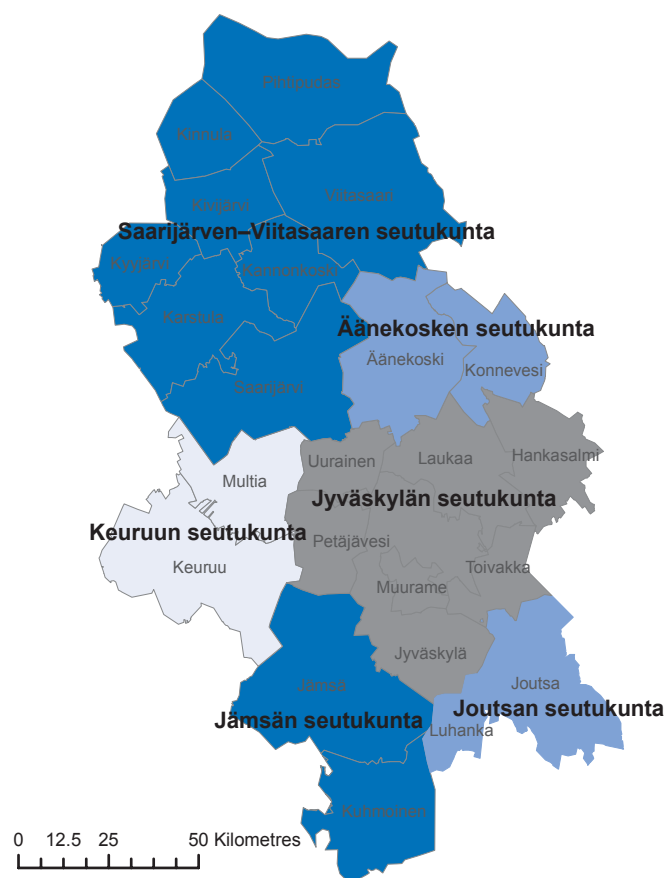 Pihtipudas
Kinnula
Viitasaari
Kivijärvi
Saarijärven–Viitasaaren seutukunta
Kyyjärvi
Kannonkoski
Karstula
Äänekosken seutukunta
Äänekoski
Konnevesi
Saarijärvi
Uurainen
Laukaa
Hankasalmi
Multia
Jyväskylän seutukunta
Keuruun seutukunta
Petäjävesi
Keuruu
Toivakka
Muurame
Jyväskylä
Jämsä
Joutsa
Joutsan seutukunta
Jämsän seutukunta
Luhanka
Kuhmoinen
0 12.5 25 50 Kilometres